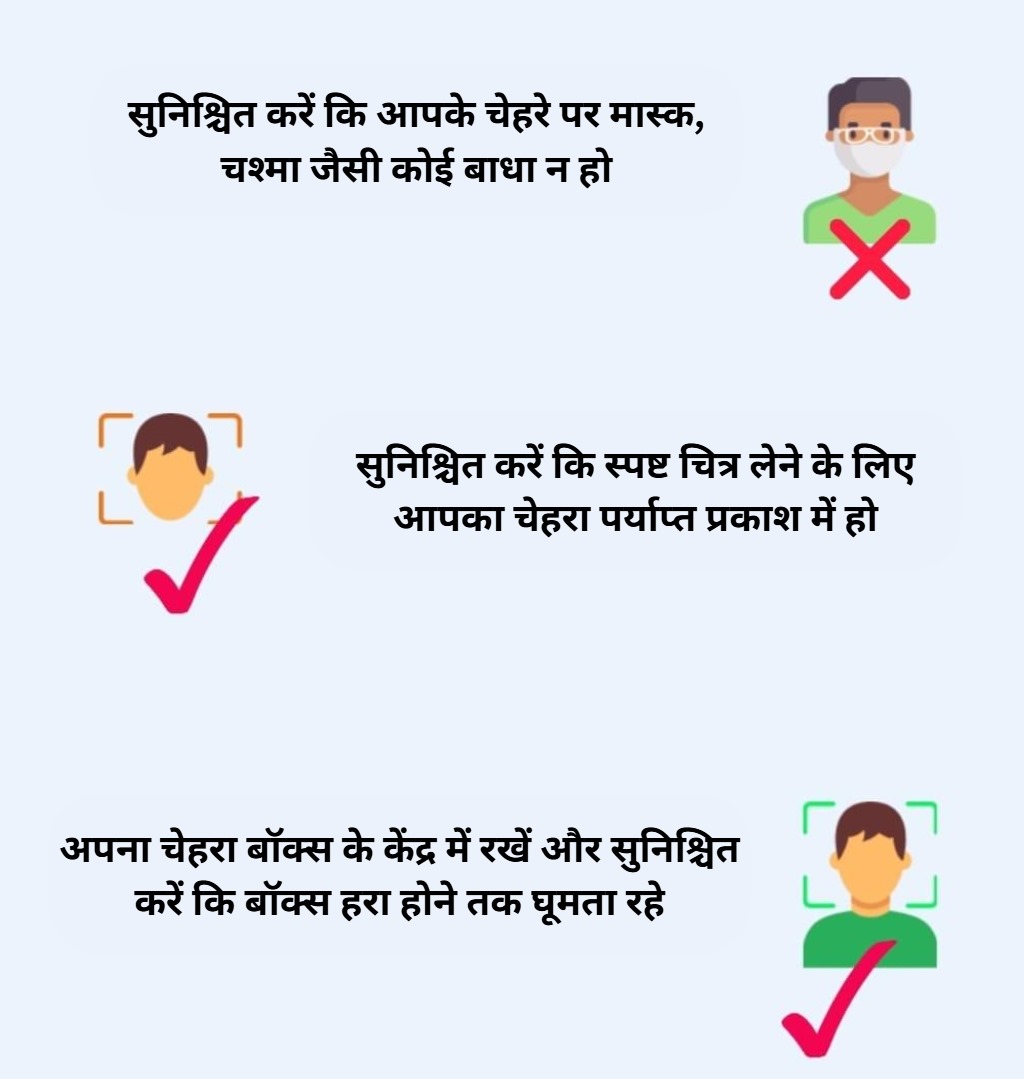 सुनिश्चित करें कि आपके चेहरे पर मास्क,
चश्मा जैसी कोई बाधा न हो
सुनिश्चित करें कि स्पष्ट चित्र लेने के लिए
आपका चेहरा पर्याप्त प्रकाश में हो
अपना चेहरा बॉक्स के केंद्र में रखें और सुनिश्चित
करें कि बॉक्स हरा होने तक घूमता रहे